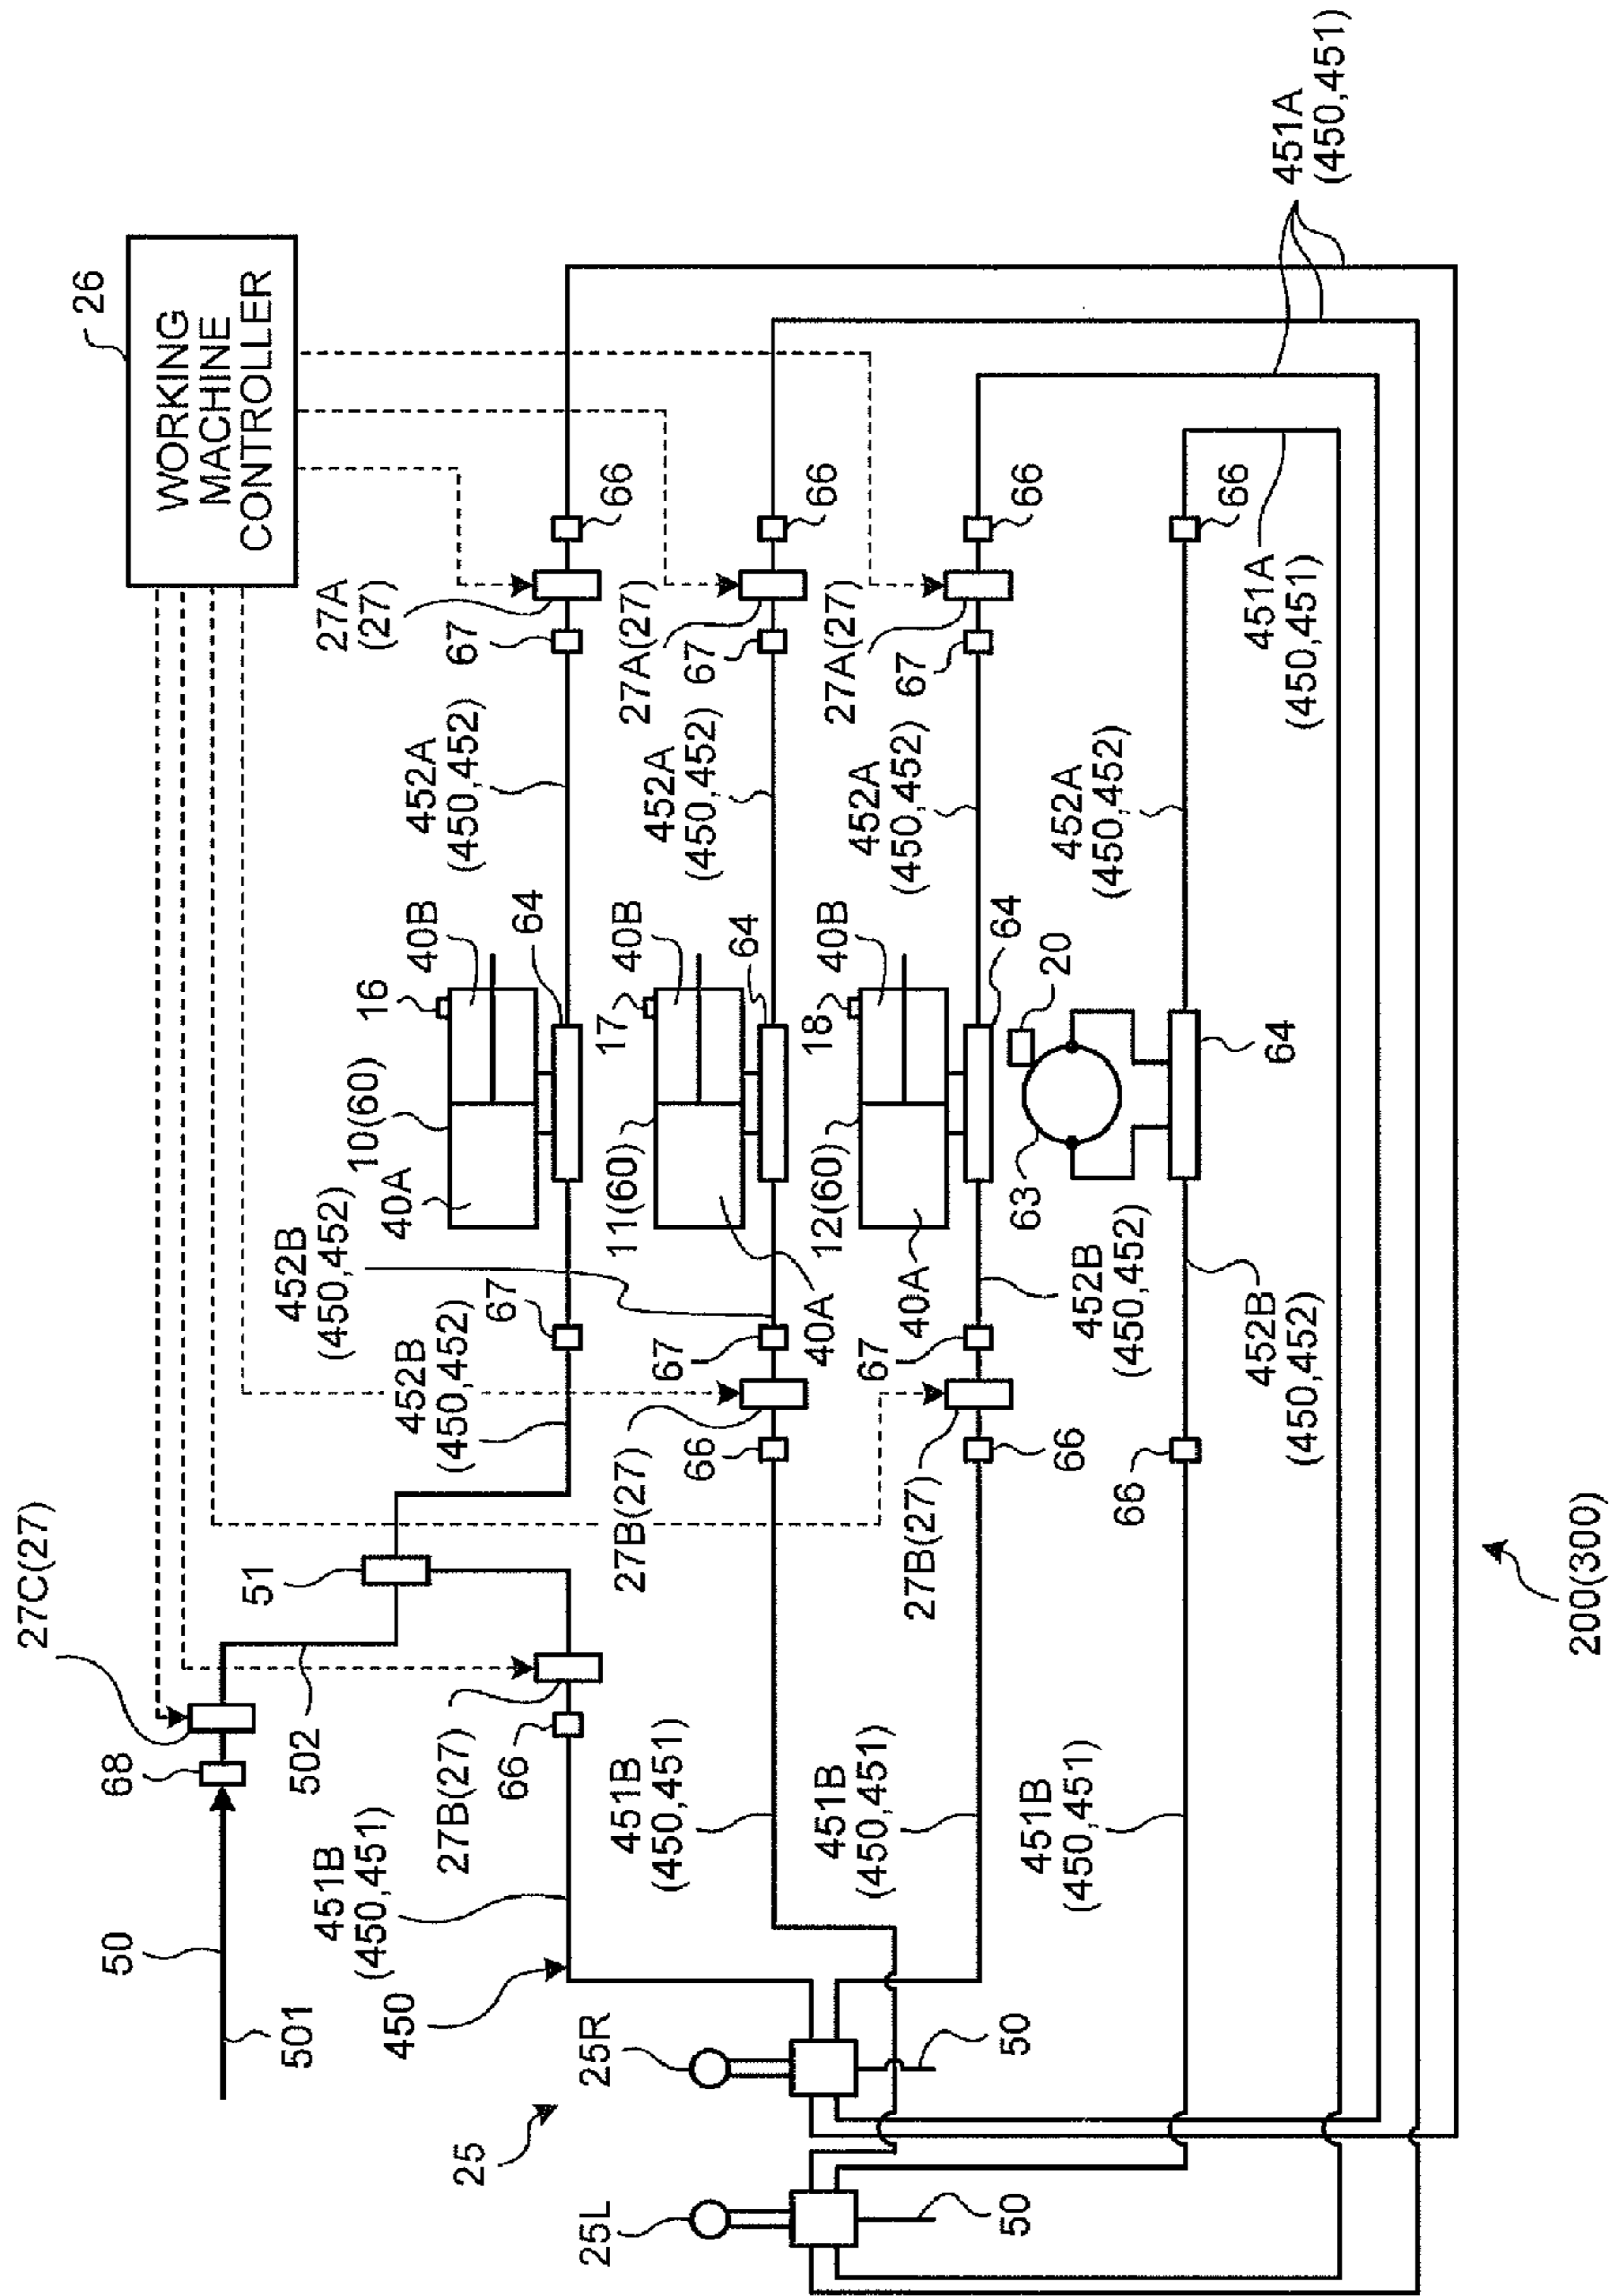 26
WORKING
MACHINE
CONTROLLER
27C(27)
68
50
501
502
51
451B
(450,451)
450
27B(27)
66
452B
(450,452)
452B
(450,452)
67
10(60)
40A
16
40B
64
452A
(450,452)
67
27A
(27)
66
451B
(450,451)
27B(27)
66
67
11(60)
40A
17
40B
64
452A
(450,452)
67
27A(27)
66
451B
(450,451)
27B(27)
66
67
452B
(450,452)
12(60)
40A
18
40B
64
452A
(450,452)
67
27A(27)
66
451A
(450,451)
451B
(450,451)
66
452B
(450,452)
63
20
64
452A
(450,452)
66
451A
(450,451)
25
25R
50
25L
50
200(300)